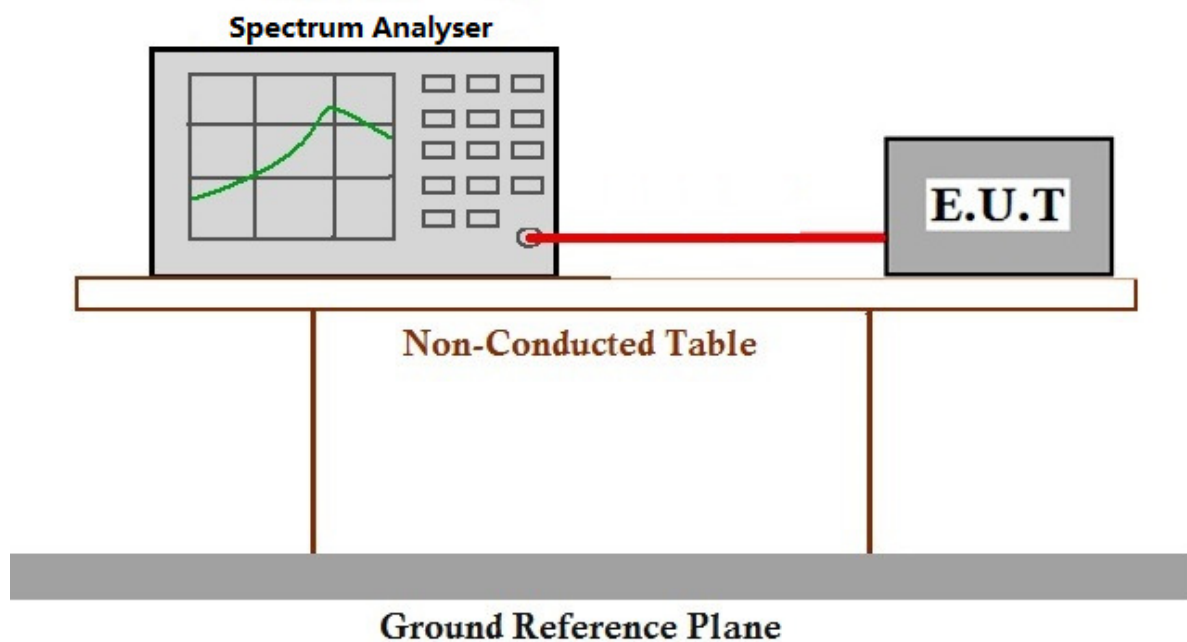 Spectrum Analyser
E.U.T
Non-Conducted Table
Ground Reference Plane